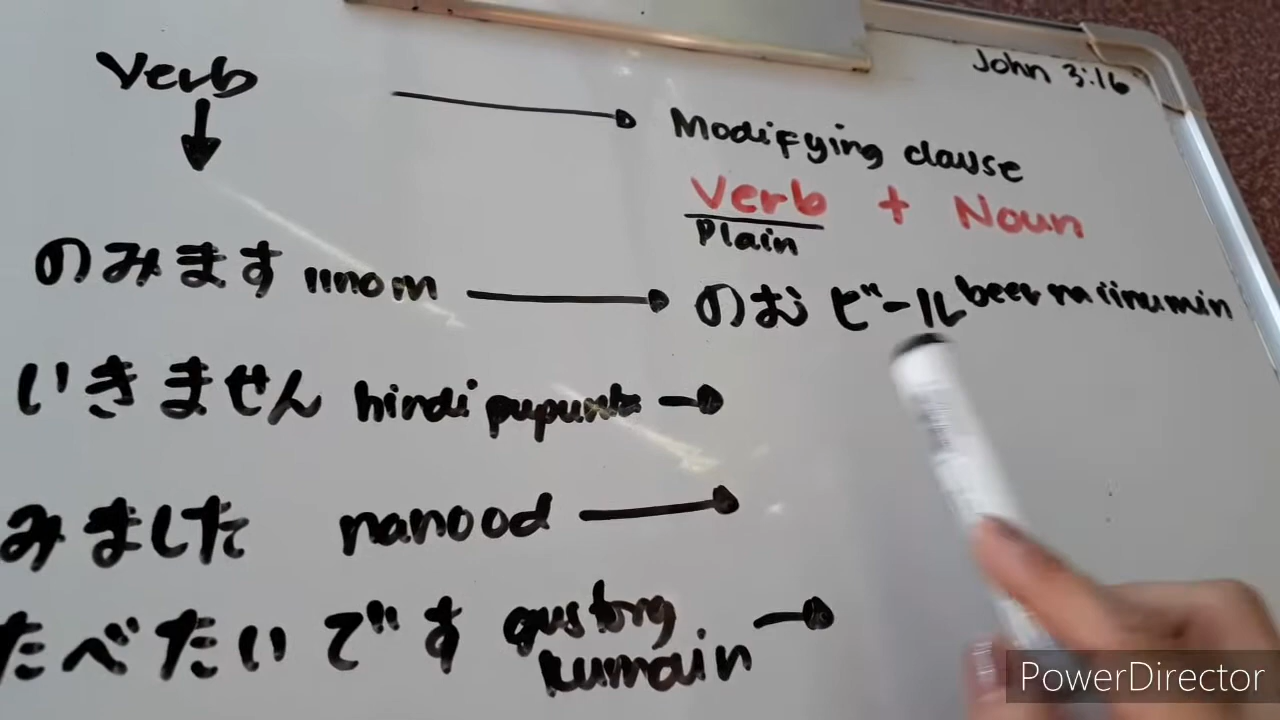 John 3:16
Verb
Modifying clause
Verb + Noun
Plain
のみます iinom
のむ ビール beer na iinumin
いきません hindi pupunta
みました nanood
たべたいです gustong
kumain
PowerDirector